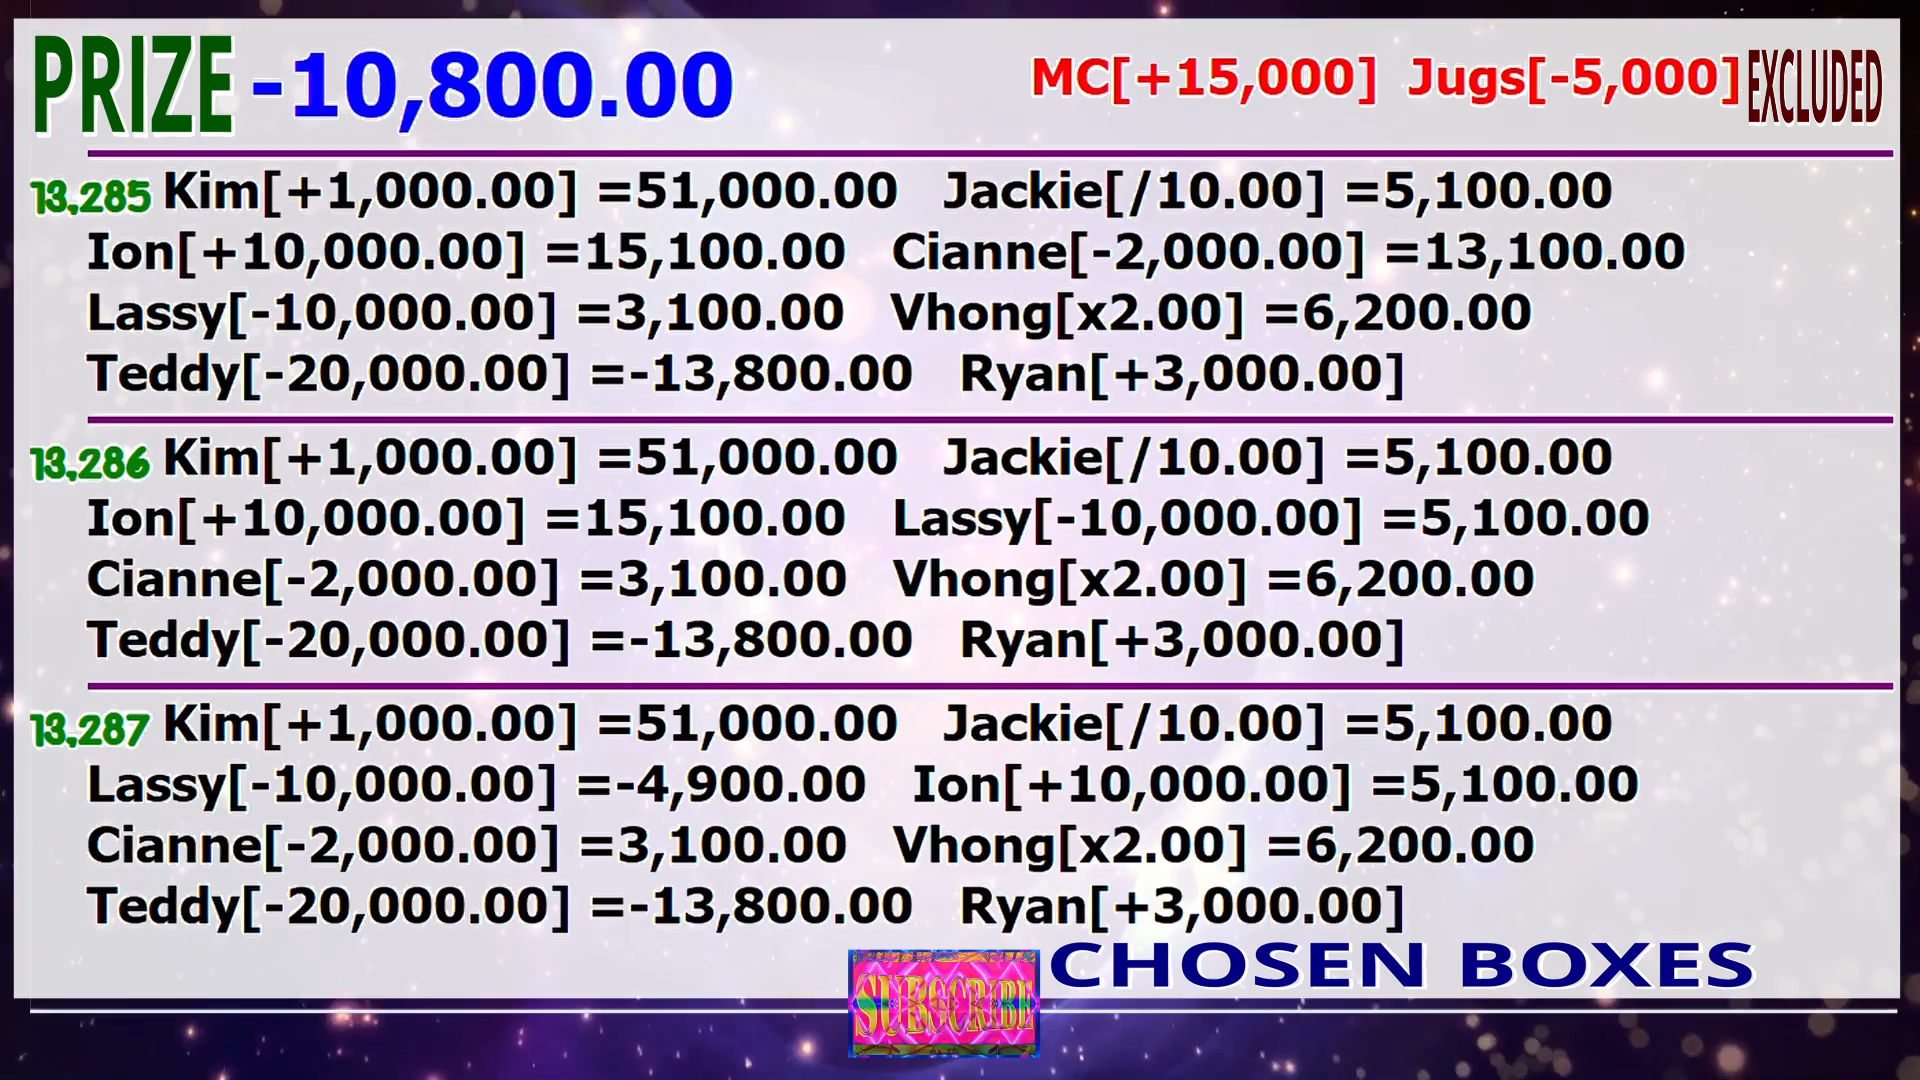 PRIZE -10,800.00 MC[+15,000] Jugs[-5,000] EXCLUDED
13,285 Kim[+1,000.00] =51,000.00 Jackie[/10.00] =5,100.00
Ion[+10,000.00] =15,100.00 Cianne[-2,000.00] =13,100.00
Lassy[-10,000.00] =3,100.00 Vhong[x2.00] =6,200.00
Teddy[-20,000.00] =-13,800.00 Ryan[+3,000.00]
13,286 Kim[+1,000.00] =51,000.00 Jackie[/10.00] =5,100.00
Ion[+10,000.00] =15,100.00 Lassy[-10,000.00] =5,100.00
Cianne[-2,000.00] =3,100.00 Vhong[x2.00] =6,200.00
Teddy[-20,000.00] =-13,800.00 Ryan[+3,000.00]
13,287 Kim[+1,000.00] =51,000.00 Jackie[/10.00] =5,100.00
Lassy[-10,000.00] =-4,900.00 Ion[+10,000.00] =5,100.00
Cianne[-2,000.00] =3,100.00 Vhong[x2.00] =6,200.00
Teddy[-20,000.00] =-13,800.00 Ryan[+3,000.00]
CHOSEN BOXES
SUBSCRIBE